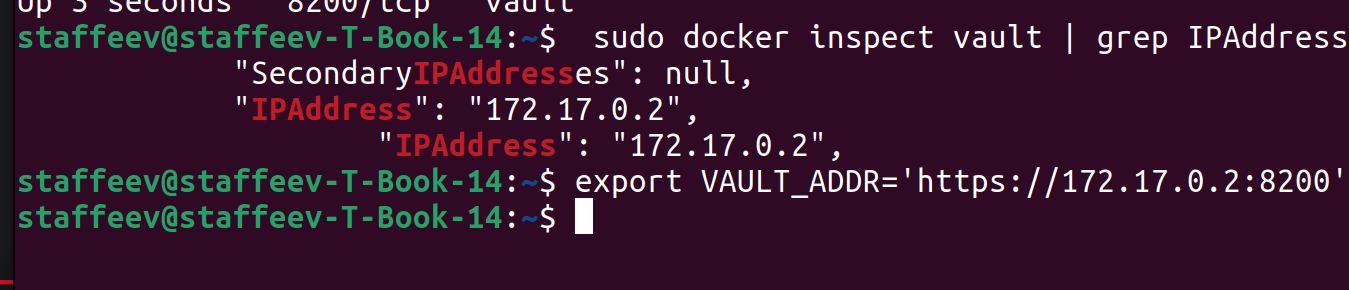 Up 3 seconds 8200/tcp vault
staffeev@staffeev-T-Book-14:~$  sudo docker inspect vault | grep IPAddress
            "SecondaryIPAddresses": null,
            "IPAddress": "172.17.0.2",
                    "IPAddress": "172.17.0.2",
staffeev@staffeev-T-Book-14:~$ export VAULT_ADDR='https://172.17.0.2:8200'
staffeev@staffeev-T-Book-14:~$